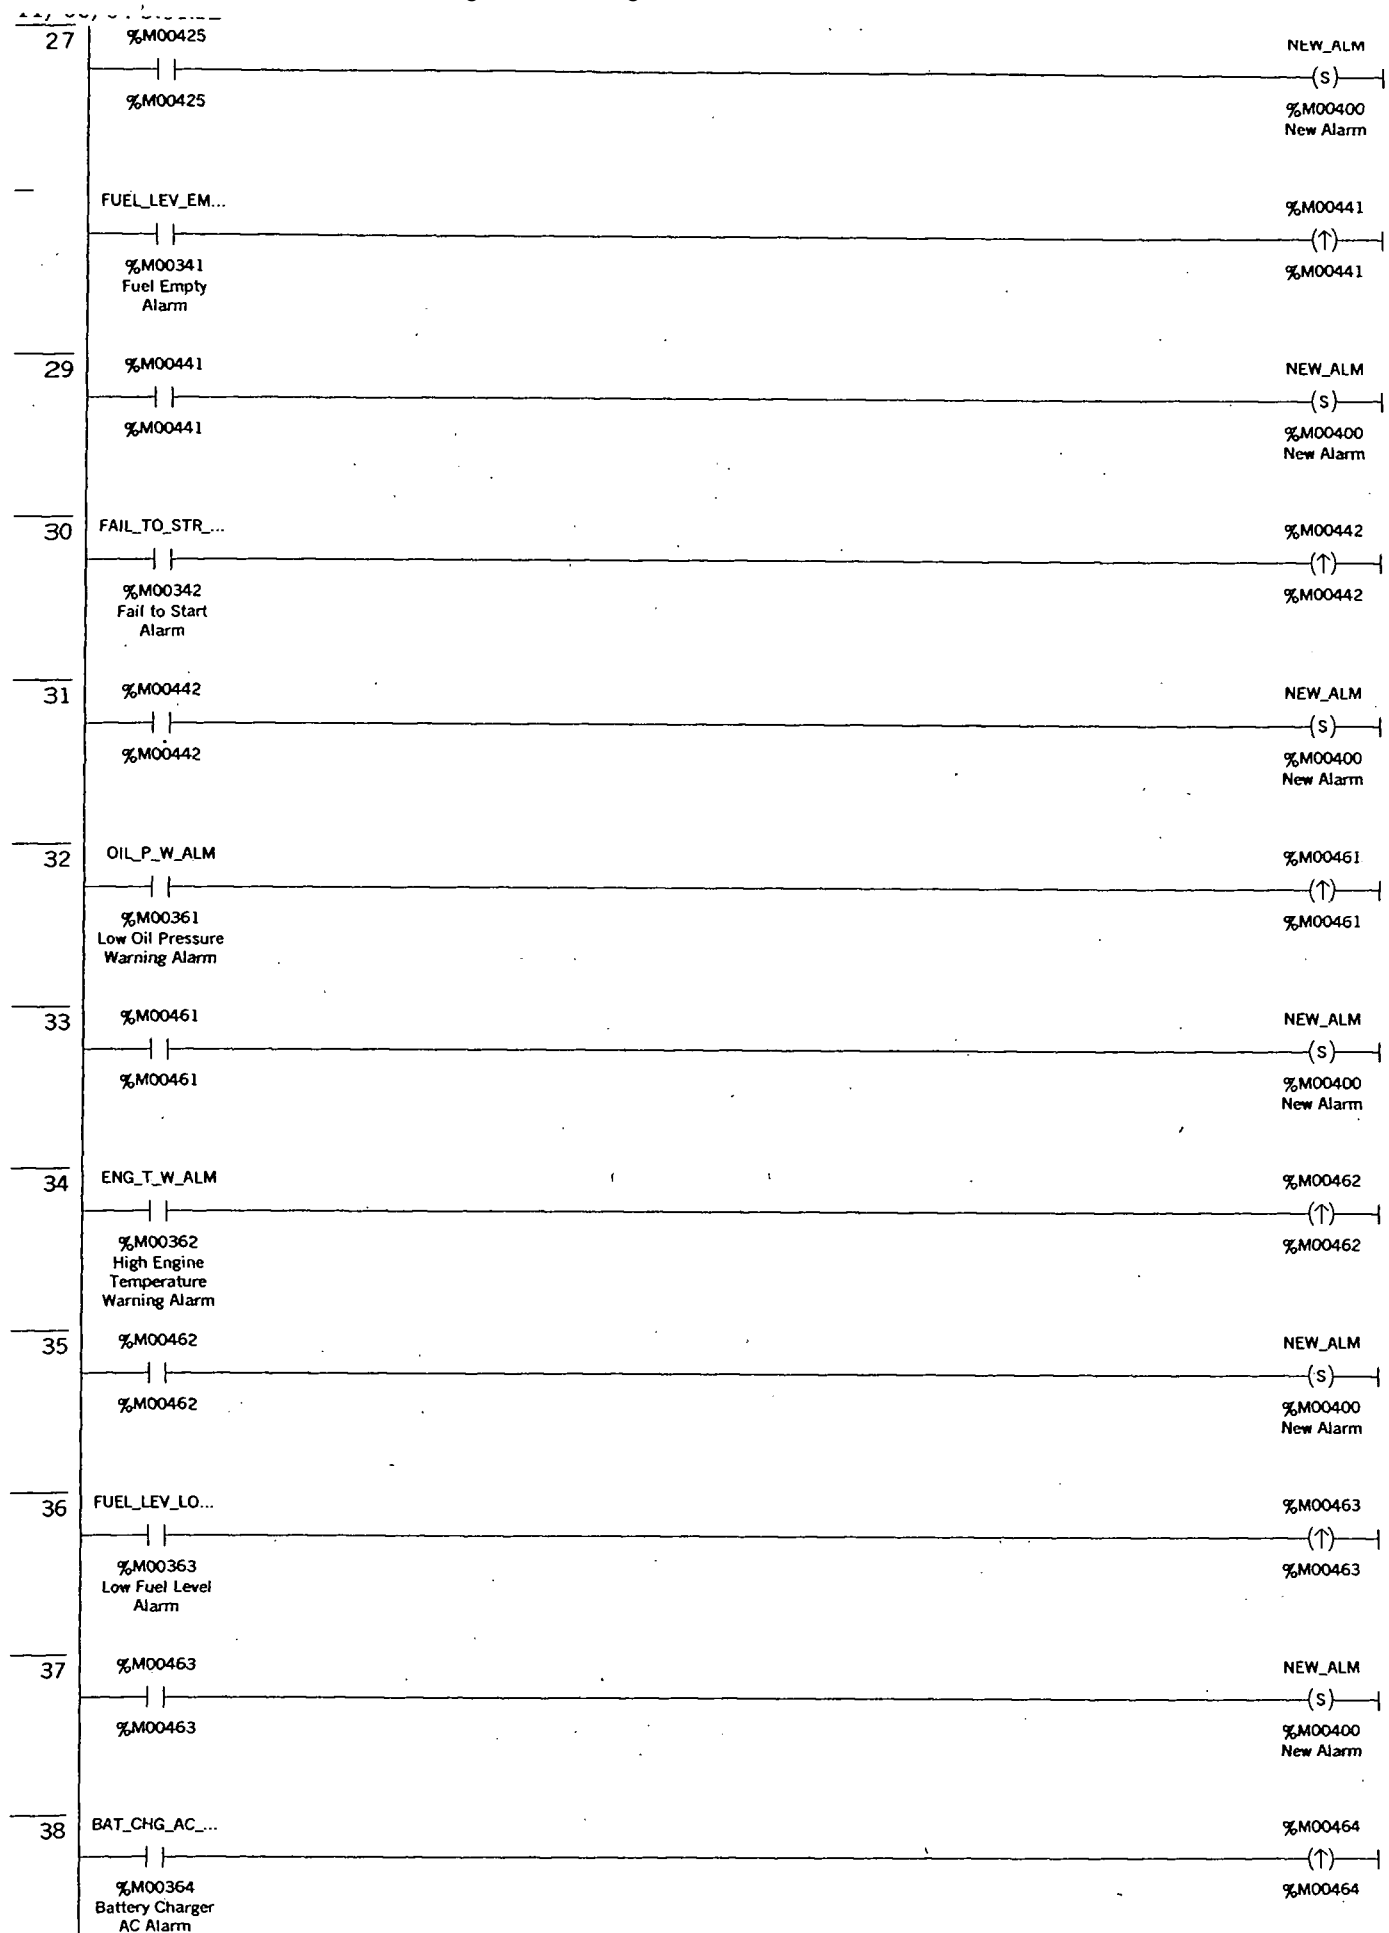 27
%M00425
NEW_ALM
(S)
%M00425
%M00400
New Alarm
FUEL_LEV_EM...
%M00441
(↑)
%M00341
Fuel Empty
Alarm
%M00441
29
%M00441
NEW_ALM
(S)
%M00441
%M00400
New Alarm
30
FAIL_TO_STR_...
%M00442
(↑)
%M00342
Fail to Start
Alarm
%M00442
31
%M00442
NEW_ALM
(S)
%M00442
%M00400
New Alarm
32
OIL_P_W_ALM
%M00461
(↑)
%M00361
Low Oil Pressure
Warning Alarm
%M00461
33
%M00461
NEW_ALM
(S)
%M00461
%M00400
New Alarm
34
ENG_T_W_ALM
%M00462
(↑)
%M00362
High Engine
Temperature
Warning Alarm
%M00462
35
%M00462
NEW_ALM
(S)
%M00462
%M00400
New Alarm
36
FUEL_LEV_LO...
%M00463
(↑)
%M00363
Low Fuel Level
Alarm
%M00463
37
%M00463
NEW_ALM
(S)
%M00463
%M00400
New Alarm
38
BAT_CHG_AC_...
%M00464
(↑)
%M00364
Battery Charger
AC Alarm
%M00464